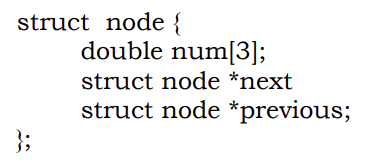 struct  node {
double num[3];
struct node *next
struct node *previous;
};